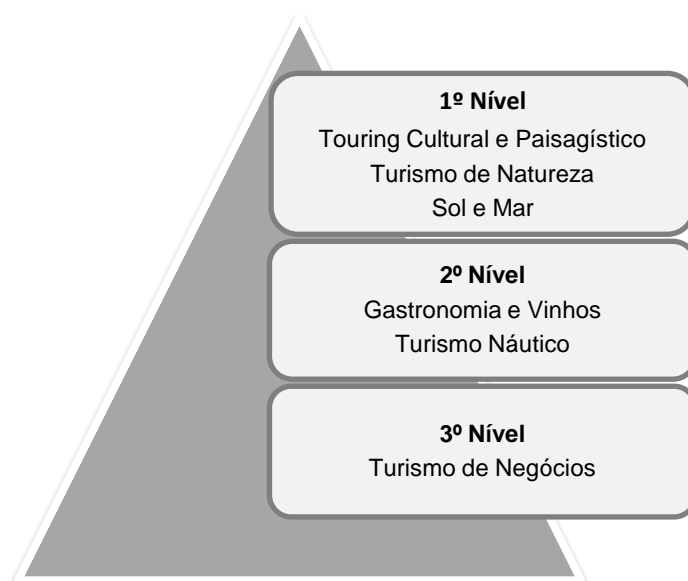 1º Nível
Touring Cultural e Paisagístico
Turismo de Natureza
Sol e Mar
2º Nível
Gastronomia e Vinhos
Turismo Náutico
3º Nível
Turismo de Negócios